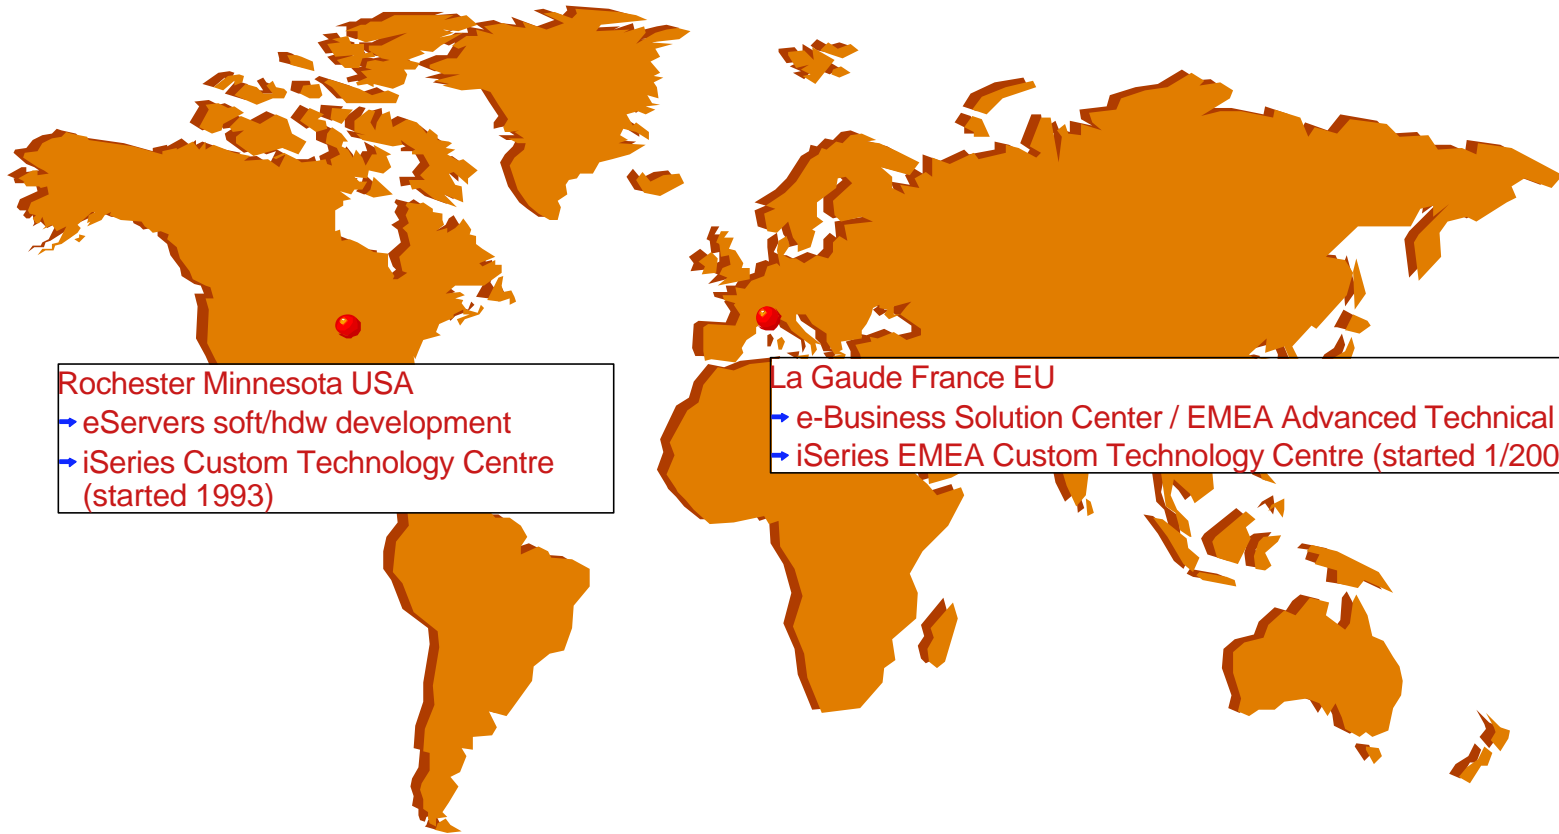 Rochester Minnesota USA
eServers soft/hdw development
iSeries Custom Technology Centre
(started 1993)
La Gaude France EU
e-Business Solution Center / EMEA Advanced Technical
iSeries EMEA Custom Technology Centre (started 1/200